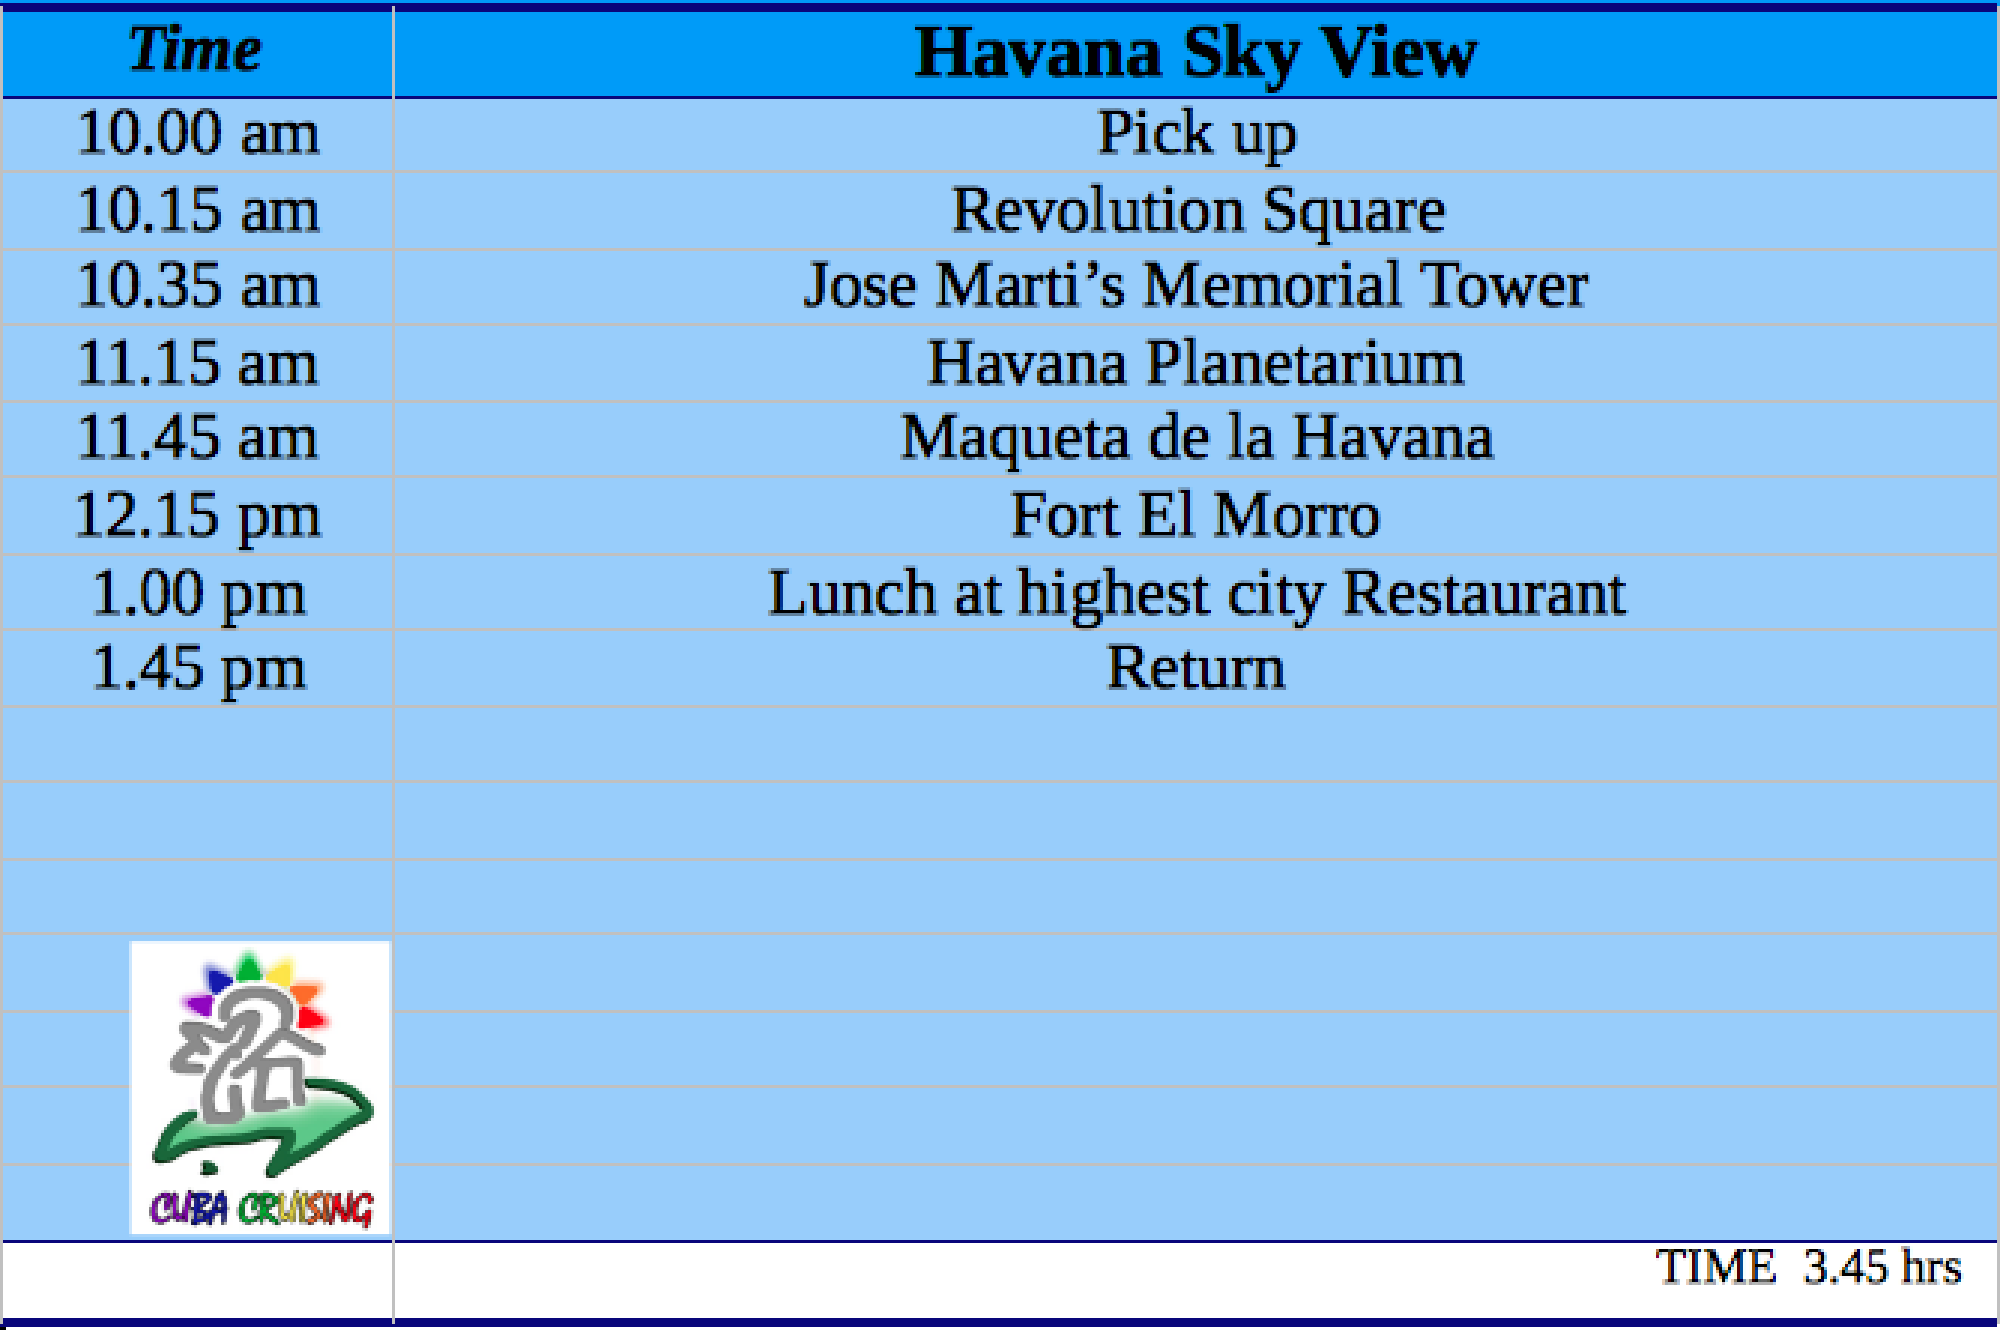 Time Havana Sky View
10.00 am Pick up
10.15 am Revolution Square
10.35 am Jose Marti’s Memorial Tower
11.15 am Havana Planetarium
11.45 am Maqueta de la Havana
12.15 pm Fort El Morro
1.00 pm Lunch at highest city Restaurant
1.45 pm Return
CUBA CRUISING
TIME 3.45 hrs